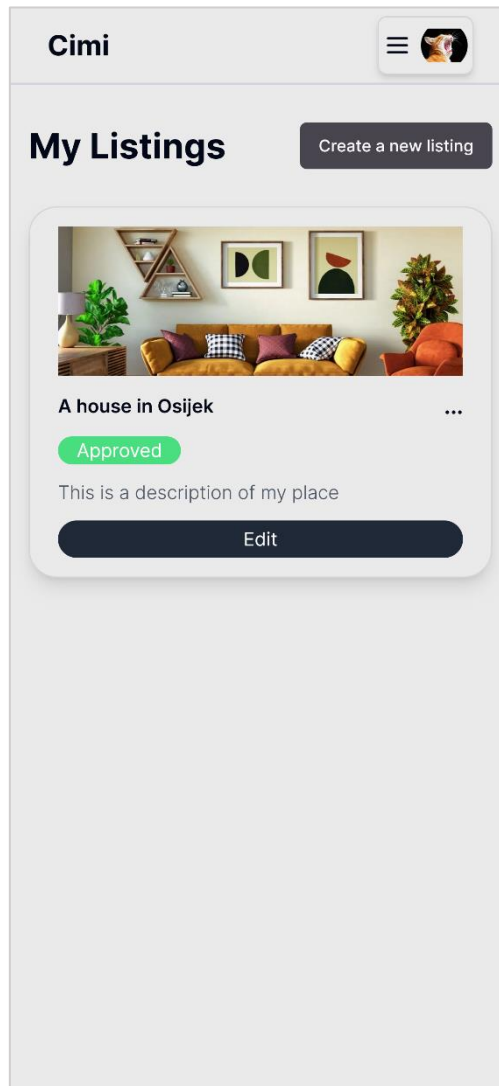 Cimi
My Listings
Create a new listing
A house in Osijek
...
Approved
This is a description of my place
Edit